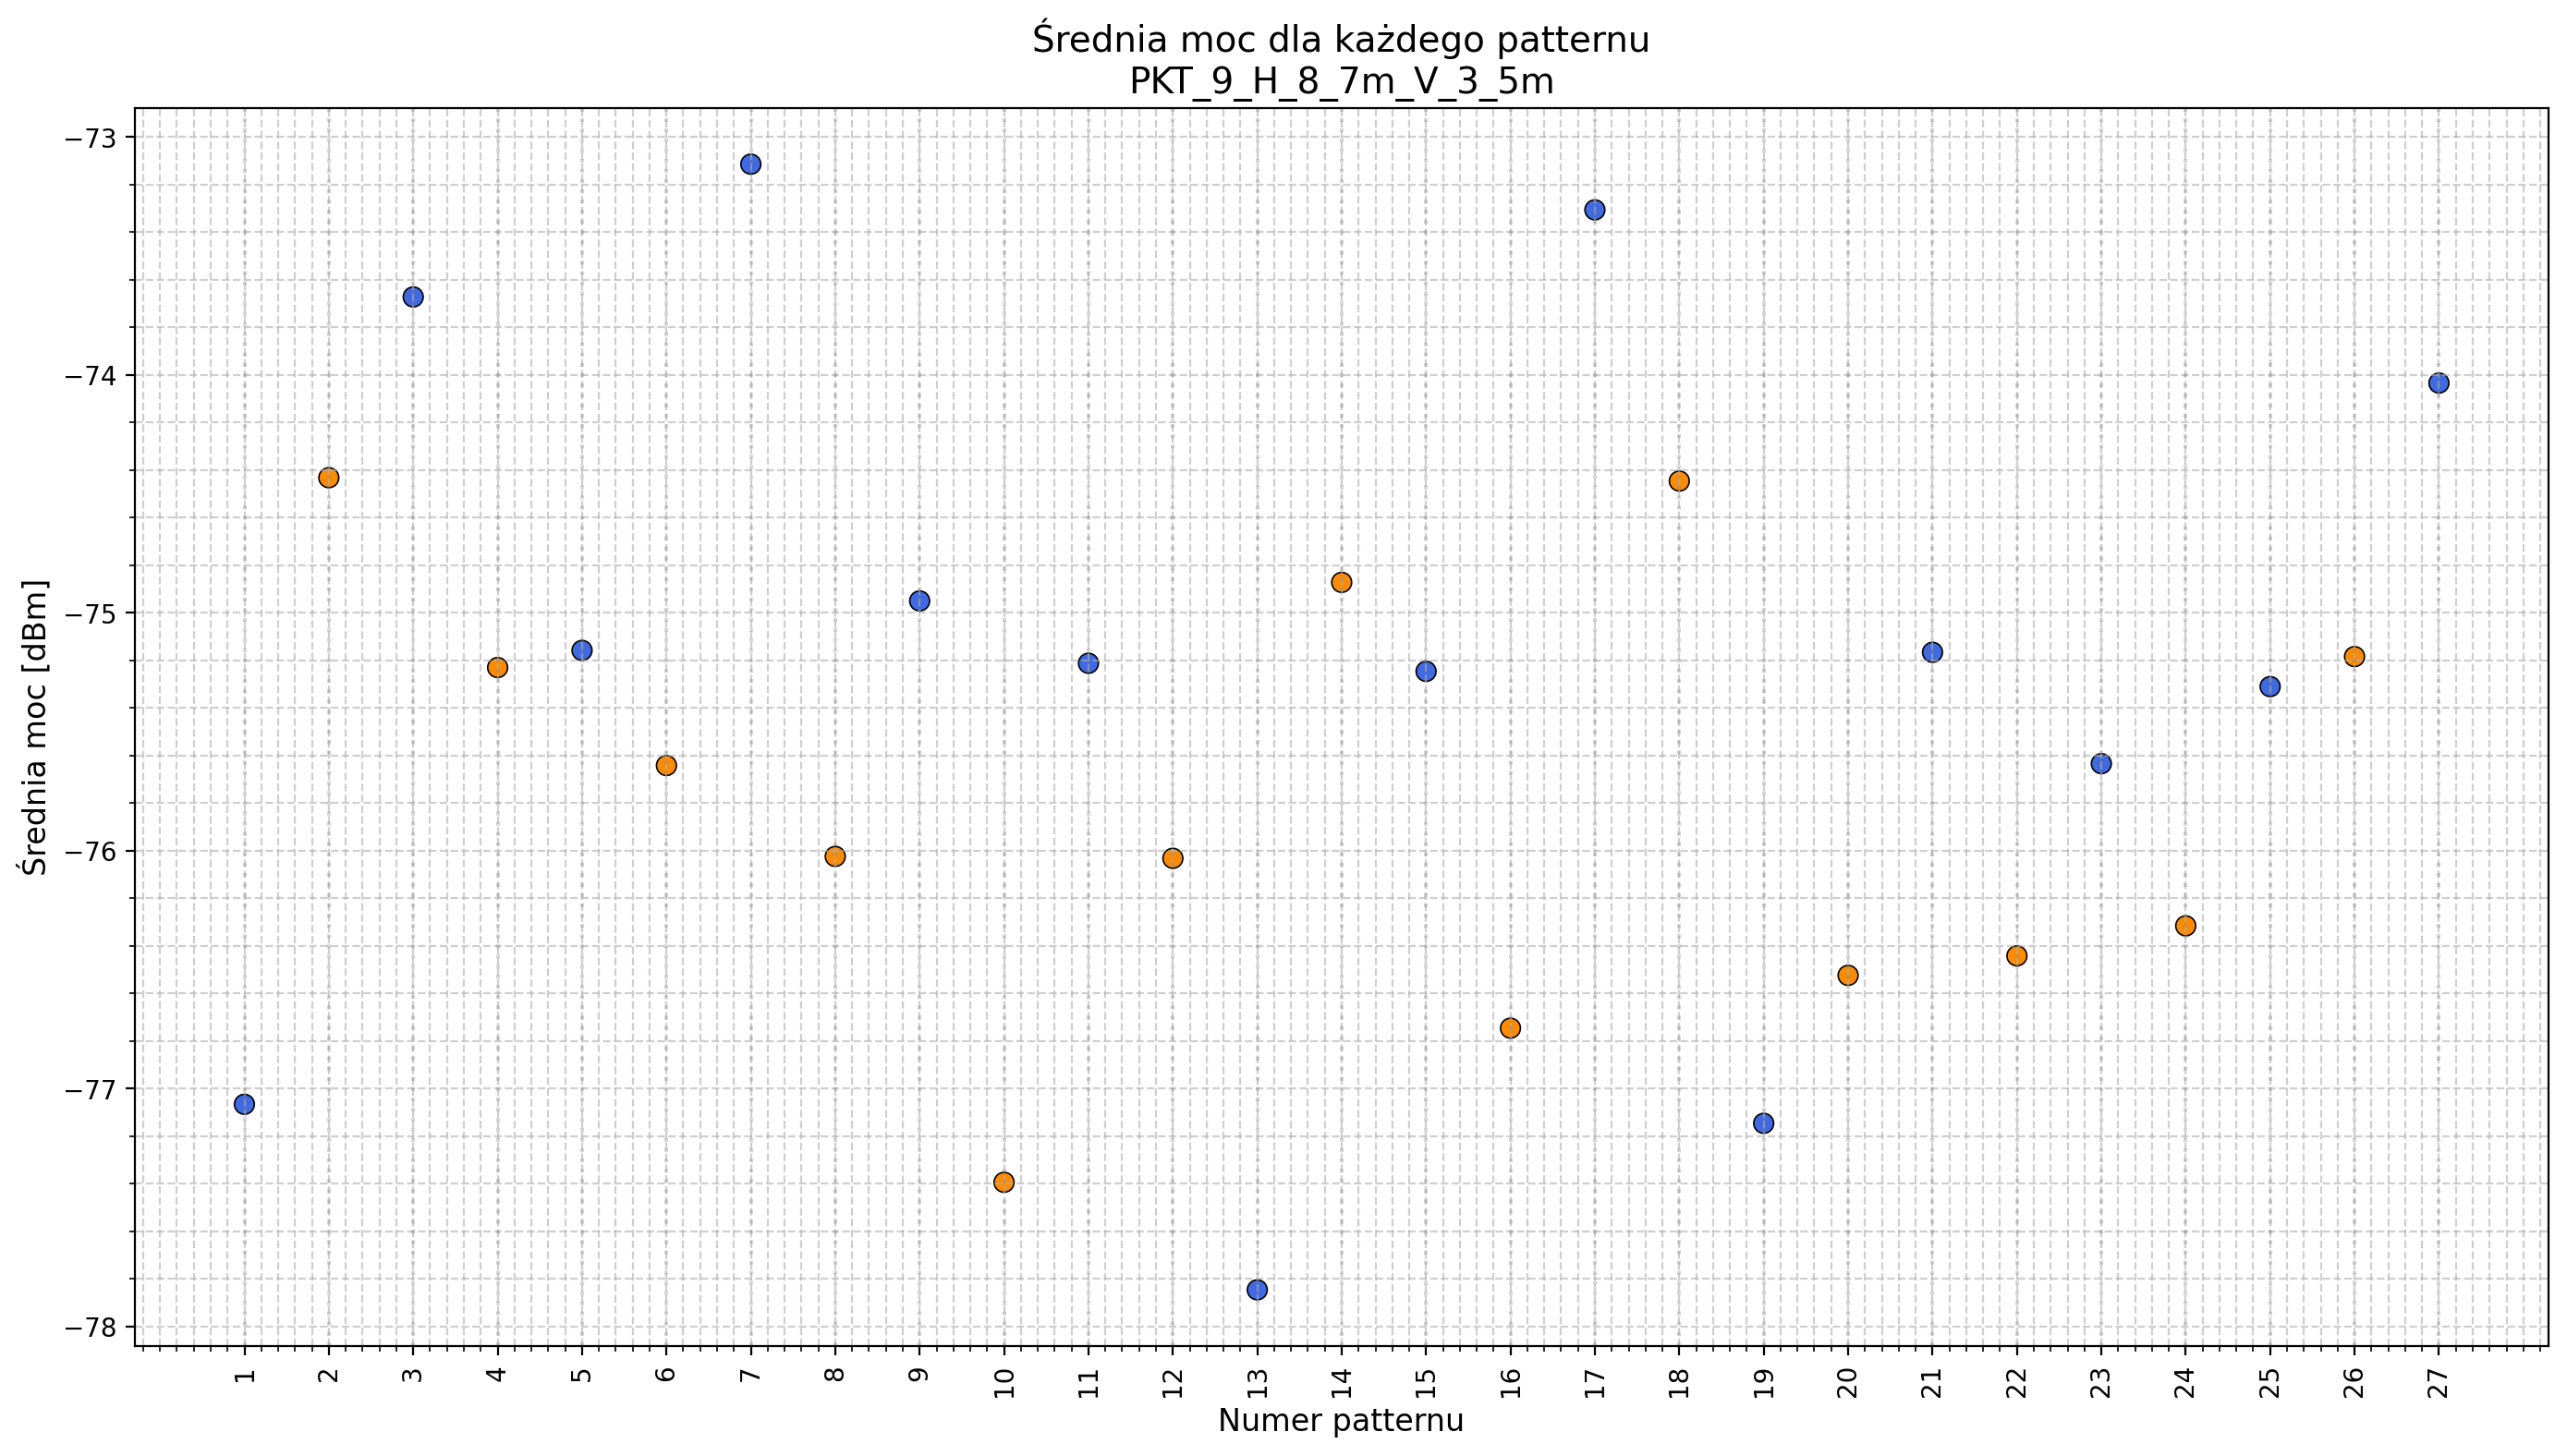 Średnia moc dla każdego patternu
PKT_9_H_8_7m_V_3_5m
Średnia moc [dBm]
−73
−74
−75
−76
−77
−78
1 2 3 4 5 6 7 8 9 10 11 12 13 14 15 16 17 18 19 20 21 22 23 24 25 26 27
Numer patternu